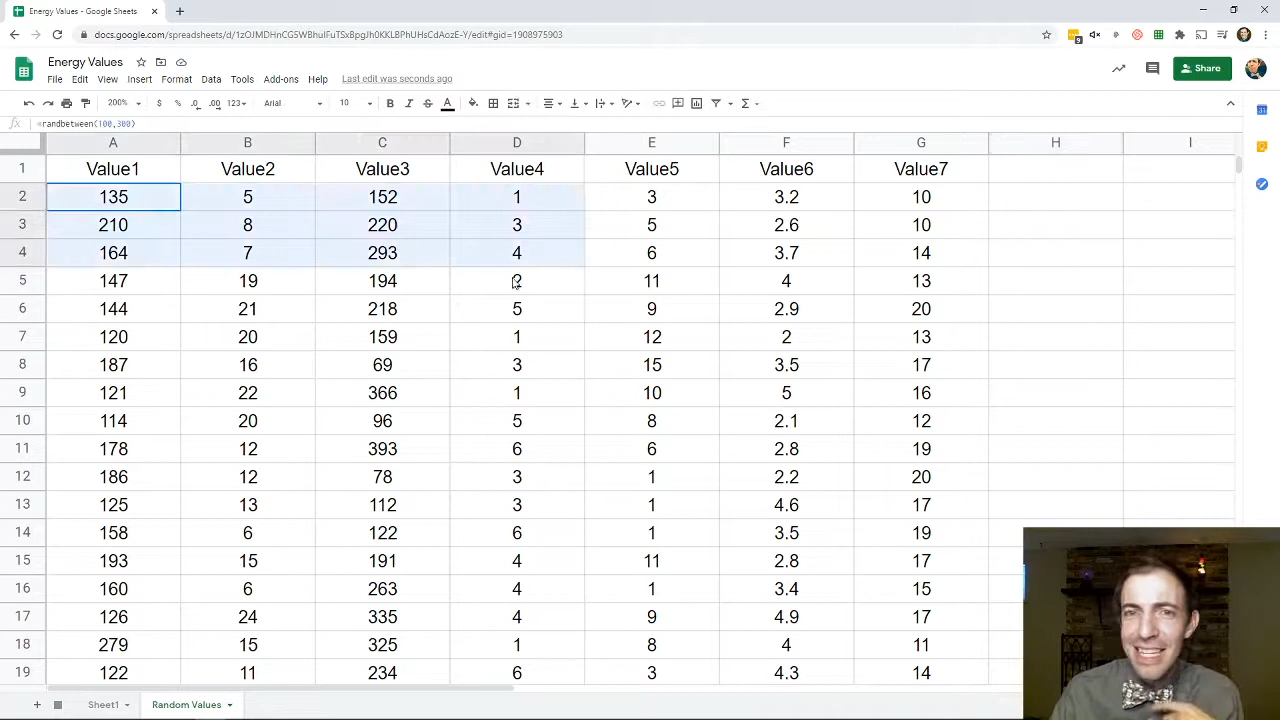 Energy Values - Google Sheets
docs.google.com/spreadsheets/d/1zOJMDHnCG5WBhuIFuTSxBpgJh0KKLBPhUHsCdAozE-Y/edit#gid=1908975903
Energy Values
File Edit View Insert Format Data Tools Add-ons Help Last edit was seconds ago
Share
200% $ % .0 .00 123 Arial 10 B I S A
fx =randbetween(100,300)
A B C D E F G H I
1 Value1 Value2 Value3 Value4 Value5 Value6 Value7
2 135 5 152 1 3 3.2 10
3 210 8 220 3 5 2.6 10
4 164 7 293 4 6 3.7 14
5 147 19 194 2 11 4 13
6 144 21 218 5 9 2.9 20
7 120 20 159 1 12 2 13
8 187 16 69 3 15 3.5 17
9 121 22 366 1 10 5 16
10 114 20 96 5 8 2.1 12
11 178 12 393 6 6 2.8 19
12 186 12 78 3 1 2.2 20
13 125 13 112 3 1 4.6 17
14 158 6 122 6 1 3.5 19
15 193 15 191 4 11 2.8 17
16 160 6 263 4 1 3.4 15
17 126 24 335 4 9 4.9 17
18 279 15 325 1 8 4 11
19 122 11 234 6 3 4.3 14
Sheet1 Random Values